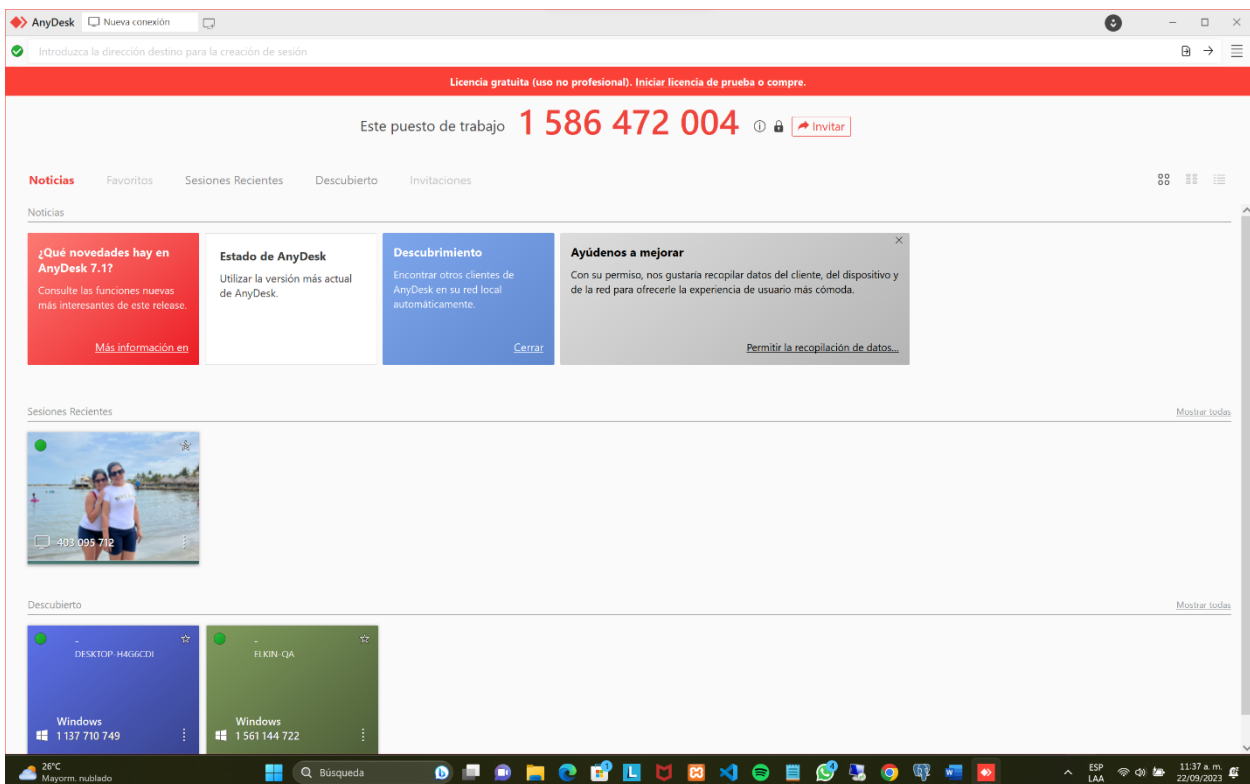 AnyDesk
Nueva conexión
Introduzca la dirección destino para la creación de sesión
Licencia gratuita (uso no profesional). Iniciar licencia de prueba o compre.
Este puesto de trabajo 1 586 472 004 Invitar
Noticias Favoritos Sesiones Recientes Descubierto Invitaciones
Noticias
¿Qué novedades hay en
AnyDesk 7.1?
Consulte las funciones nuevas
más interesantes de este release.
Más información en
Estado de AnyDesk
Utilizar la versión más actual
de AnyDesk.
Descubrimiento
Encontrar otros clientes de
AnyDesk en su red local
automáticamente.
Cerrar
Ayúdenos a mejorar
Con su permiso, nos gustaría recopilar datos del cliente, del dispositivo y
de la red para ofrecerle la experiencia de usuario más cómoda.
Permitir la recopilación de datos...
Sesiones Recientes Mostrar todas
403 095 712
Descubierto Mostrar todas
-
DESKTOP-H4G6CDI
Windows
1 137 710 749
-
ELKIN-QA
Windows
1 561 144 722
26°C
Mayorm. nublado
Búsqueda
ESP
LAA
11:37 a. m.
22/09/2023